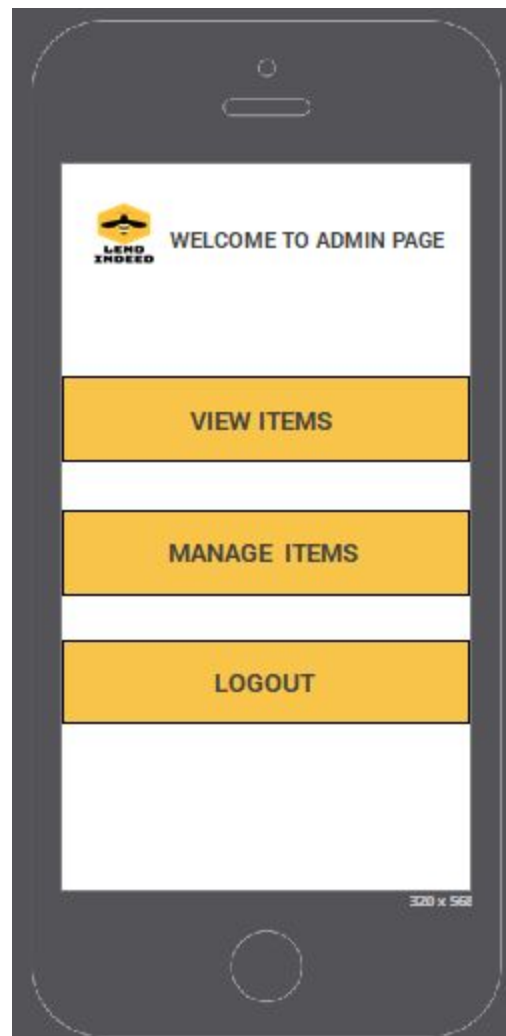 LEND
INDEED
WELCOME TO ADMIN PAGE
VIEW ITEMS
MANAGE ITEMS
LOGOUT
320 x 568